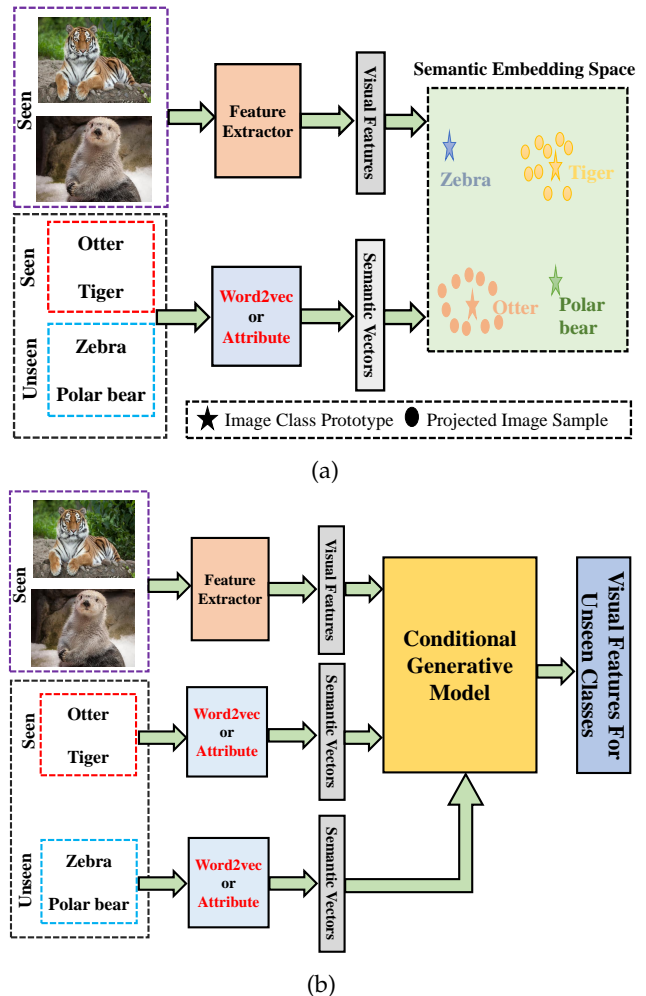 Seen
Feature
Extractor
Visual Features
Semantic Embedding Space
Zebra
Tiger
Otter
Polar
bear
Seen
Otter
Tiger
Unseen
Zebra
Polar bear
Word2vec
or
Attribute
Semantic Vectors
Image Class Prototype
Projected Image Sample
(a)
Seen
Feature
Extractor
Visual Features
Conditional
Generative
Model
Visual Features For
Unseen Classes
Seen
Otter
Tiger
Word2vec
or
Attribute
Semantic Vectors
Unseen
Zebra
Polar bear
Word2vec
or
Attribute
Semantic Vectors
(b)